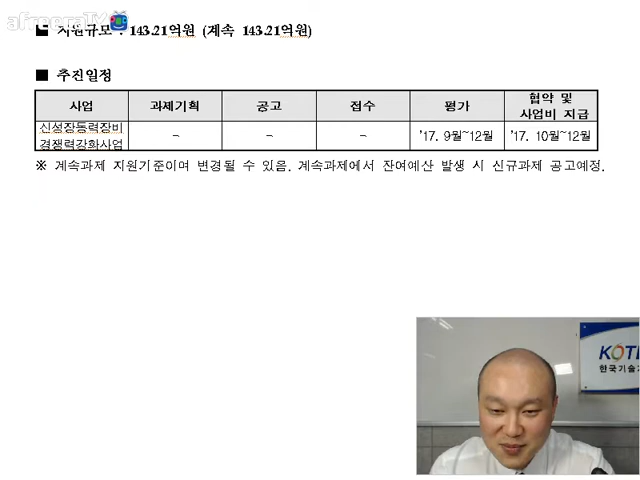 afreecaTV
지원규모 : 143.21억원 (계속 143.21억원)
■ 추진일정
사업 과제기획 공고 접수 평가 협약 및 사업비 지급
신성장동력장비 경쟁력강화사업 - - - '17. 9월~12월 '17. 10월~12월
※ 계속과제 지원기준이며 변경될 수 있음. 계속과제에서 잔여예산 발생 시 신규과제 공고예정.
한국기술